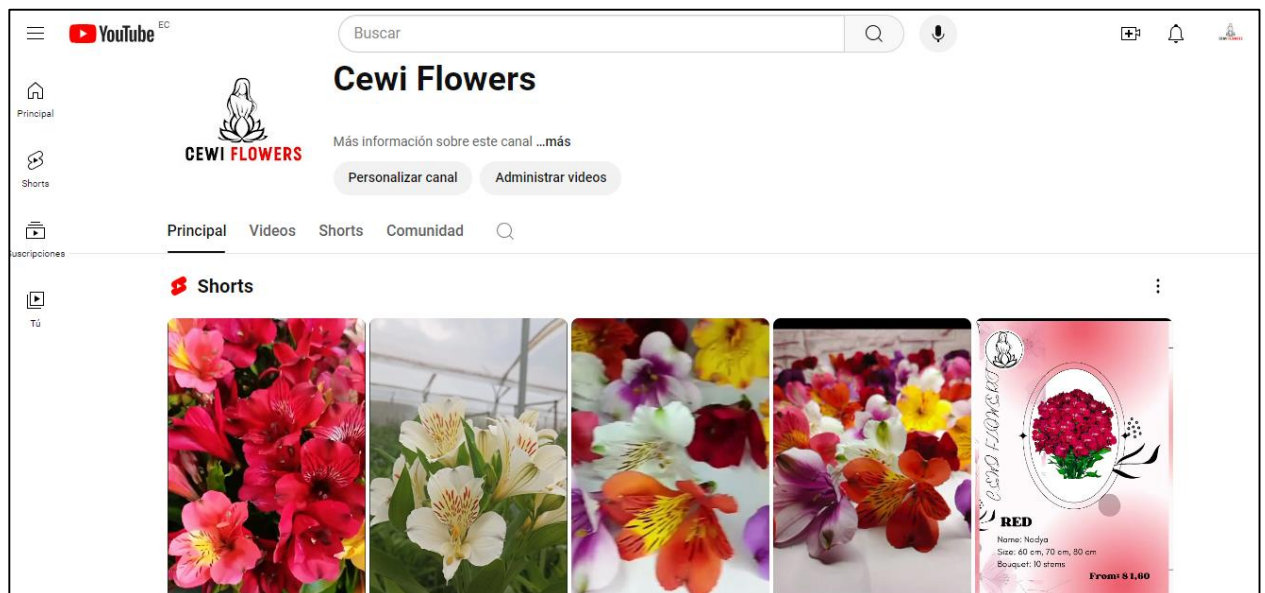 YouTube EC
Buscar
Principal
Shorts
Suscripciones
Tú
CEWI FLOWERS
Cewi Flowers
Más información sobre este canal ...más
Personalizar canal
Administrar videos
Principal
Videos
Shorts
Comunidad
Shorts
CEWI FLOWERS
RED
Name: Nadya
Size: 60 cm, 70 cm, 80 cm
Bouquet: 10 stems
From: $ 1,60